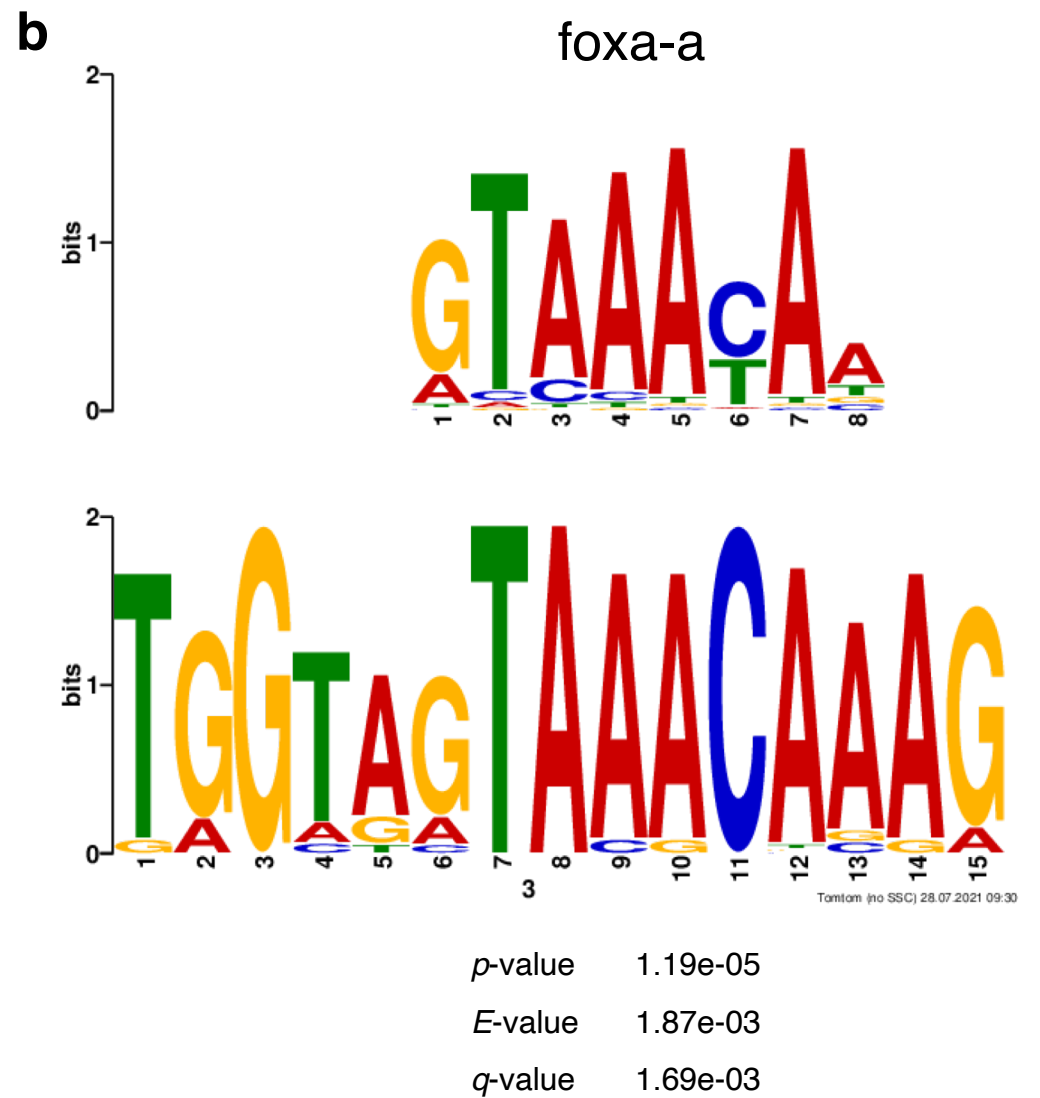 b
foxa-a
2
bits
1
0
GTAAACAA
1 2 3 4 5 6 7 8
2
bits
1
0
TGGTAGTAAACAAAG
1 2 3 4 5 6 7 8 9 10 11 12 13 14 15
3
Tomtom (no SSC) 28.07.2021 09:30
p-value 1.19e-05
E-value 1.87e-03
q-value 1.69e-03